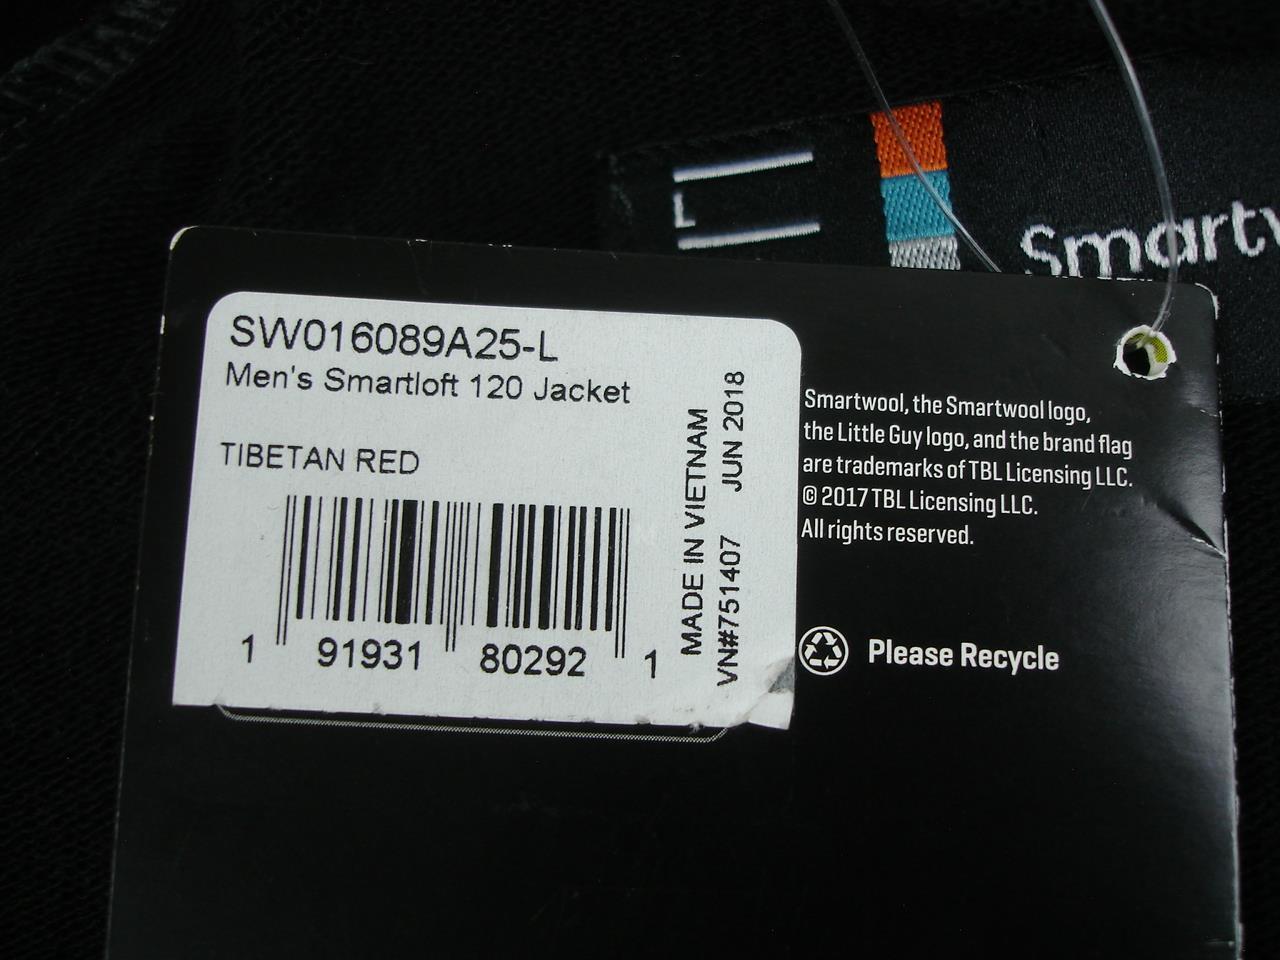 L
Smartw
SW016089A25-L
Men's Smartloft 120 Jacket
TIBETAN RED
1 91931 80292 1
MADE IN VIETNAM
VN#751407 JUN 2018
Smartwool, the Smartwool logo,
the Little Guy logo, and the brand flag
are trademarks of TBL Licensing LLC.
© 2017 TBL Licensing LLC.
All rights reserved.
Please Recycle